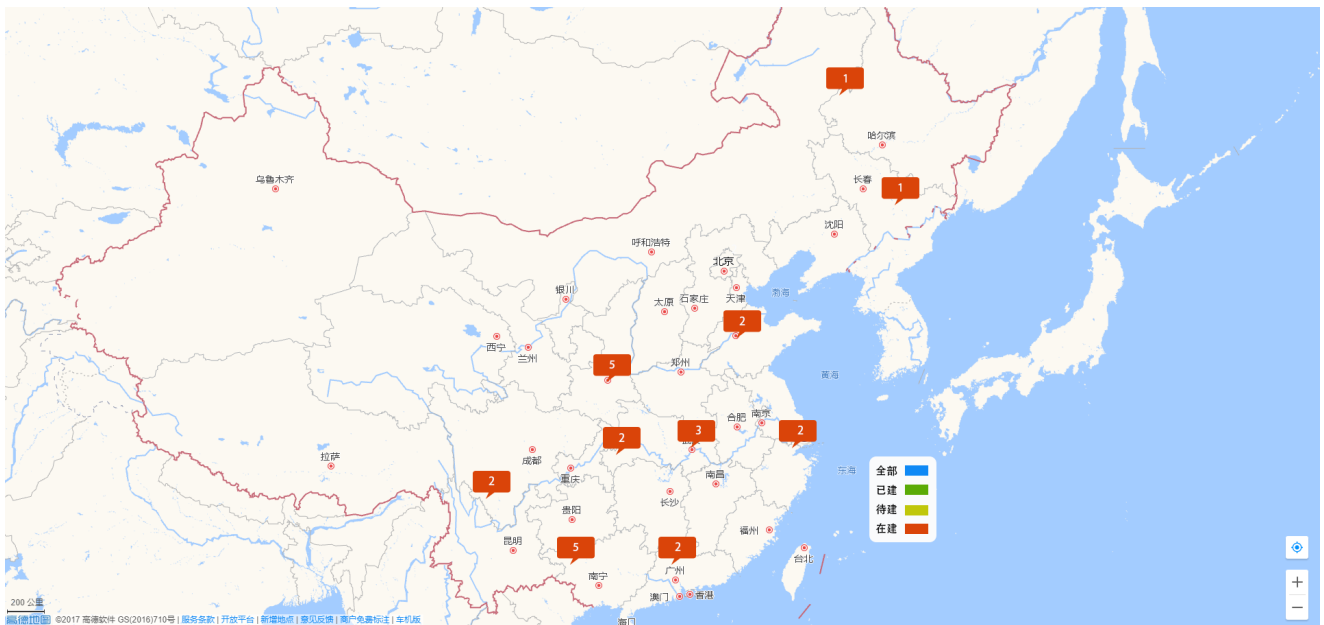 1
哈尔滨
乌鲁木齐
长春
1
沈阳
呼和浩特
北京
银川
天津
渤海
太原
石家庄
2
西宁
兰州
5
郑州
黄海
合肥
南京
2
3
2
成都
拉萨
重庆
2
南昌
长沙
东海
全部
已建
待建
在建
贵阳
福州
昆明
5
2
台北
广州
南宁
澳门
香港
海口
200 公里
高德地图
©2017 高德软件 GS(2016)710号 | 服务条款 | 开放平台 | 新增地点 | 意见反馈 | 商户免费标注 | 车机版